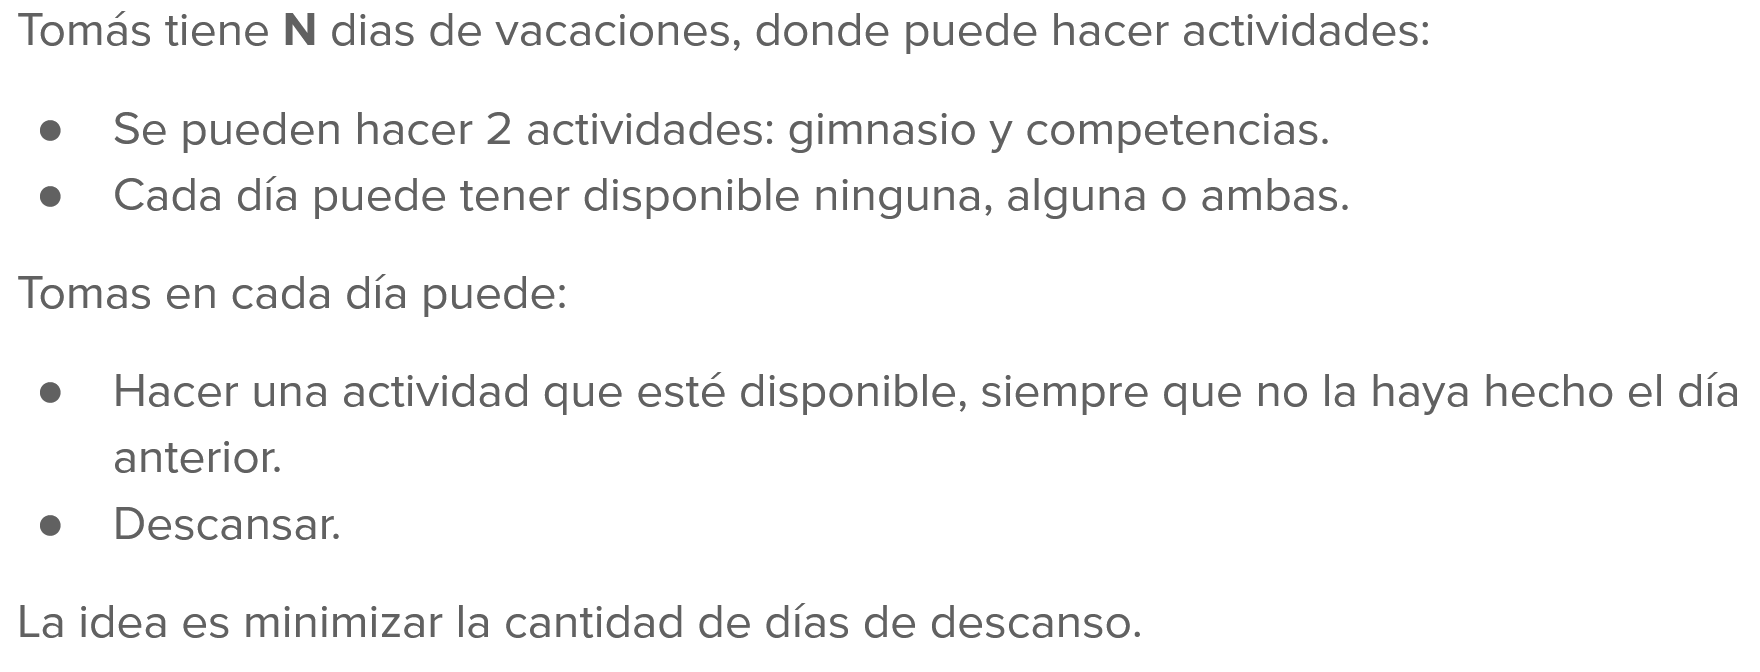 Tomás tiene N dias de vacaciones, donde puede hacer actividades:
● Se pueden hacer 2 actividades: gimnasio y competencias.
● Cada día puede tener disponible ninguna, alguna o ambas.
Tomas en cada día puede:
● Hacer una actividad que esté disponible, siempre que no la haya hecho el día
anterior.
● Descansar.
La idea es minimizar la cantidad de días de descanso.